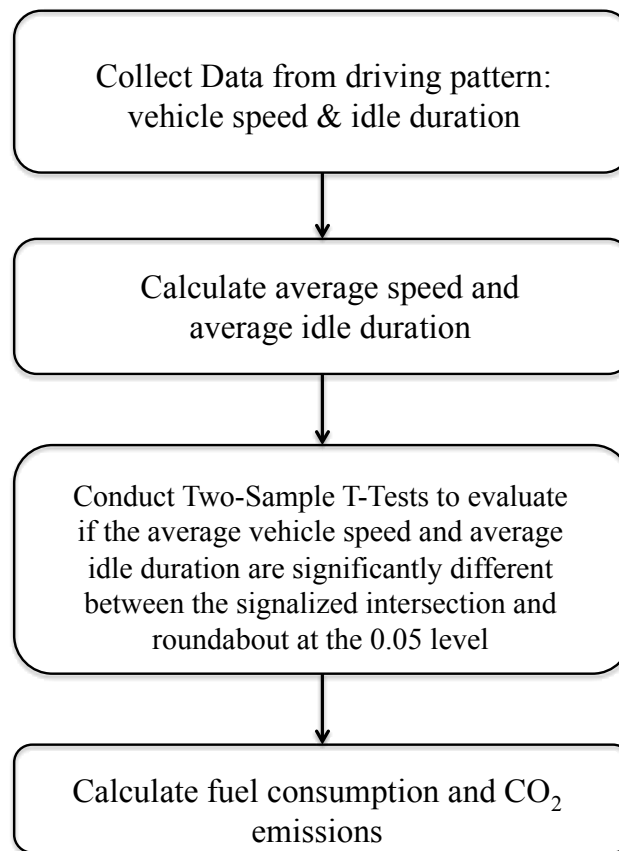 Collect Data from driving pattern:
vehicle speed & idle duration
Calculate average speed and
average idle duration
Conduct Two-Sample T-Tests to evaluate
if the average vehicle speed and average
idle duration are significantly different
between the signalized intersection and
roundabout at the 0.05 level
Calculate fuel consumption and CO₂
emissions